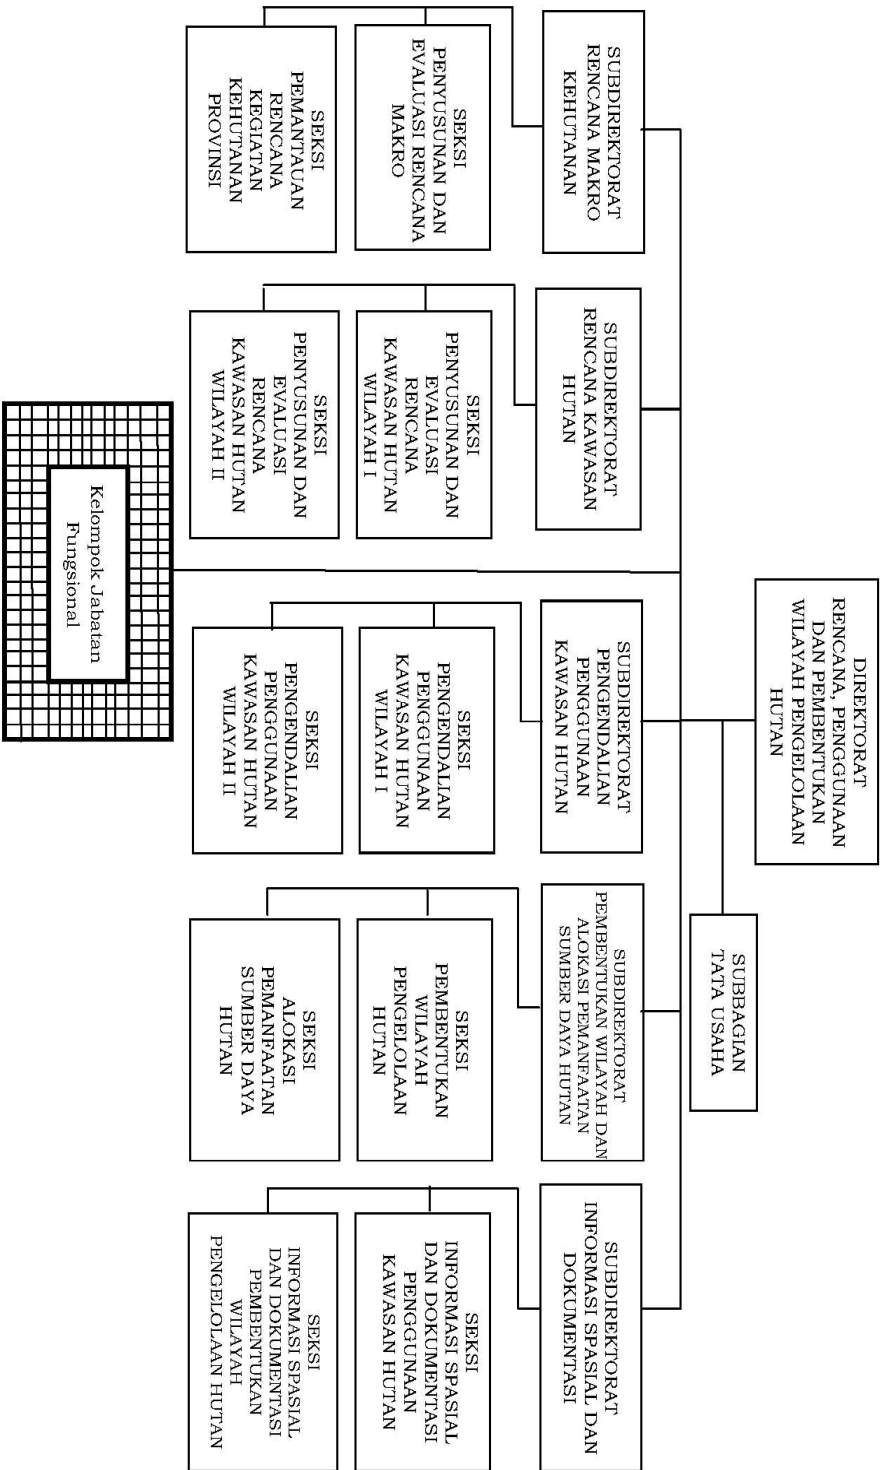 DIREKTORAT
RENCANA, PENGGUNAAN
DAN PEMBENTUKAN
WILAYAH PENGELOLAAN
HUTAN
SUBBAGIAN
TATA USAHA
SUBDIREKTORAT
RENCANA MAKRO
KEHUTANAN
SEKSI
PENYUSUNAN DAN
EVALUASI RENCANA
MAKRO
SEKSI
PEMANTAUAN
RENCANA
KEGIATAN
KEHUTANAN
PROVINSI
SUBDIREKTORAT
RENCANA KAWASAN
HUTAN
SEKSI
PENYUSUNAN DAN
EVALUASI
RENCANA
KAWASAN HUTAN
WILAYAH I
SEKSI
PENYUSUNAN DAN
EVALUASI
RENCANA
KAWASAN HUTAN
WILAYAH II
SUBDIREKTORAT
PENGENDALIAN
PENGGUNAAN
KAWASAN HUTAN
SEKSI
PENGENDALIAN
PENGGUNAAN
KAWASAN HUTAN
WILAYAH I
SEKSI
PENGENDALIAN
PENGGUNAAN
KAWASAN HUTAN
WILAYAH II
SUBDIREKTORAT
PEMBENTUKAN WILAYAH DAN
ALOKASI PEMANFAATAN
SUMBER DAYA HUTAN
SEKSI
PEMBENTUKAN
WILAYAH
PENGELOLAAN
HUTAN
SEKSI
ALOKASI
PEMANFAATAN
SUMBER DAYA
HUTAN
SUBDIREKTORAT
INFORMASI SPASIAL DAN
DOKUMENTASI
SEKSI
INFORMASI SPASIAL
DAN DOKUMENTASI
PENGGUNAAN
KAWASAN HUTAN
SEKSI
INFORMASI SPASIAL
DAN DOKUMENTASI
PEMBENTUKAN
WILAYAH
PENGELOLAAN HUTAN
Kelompok Jabatan
Fungsional